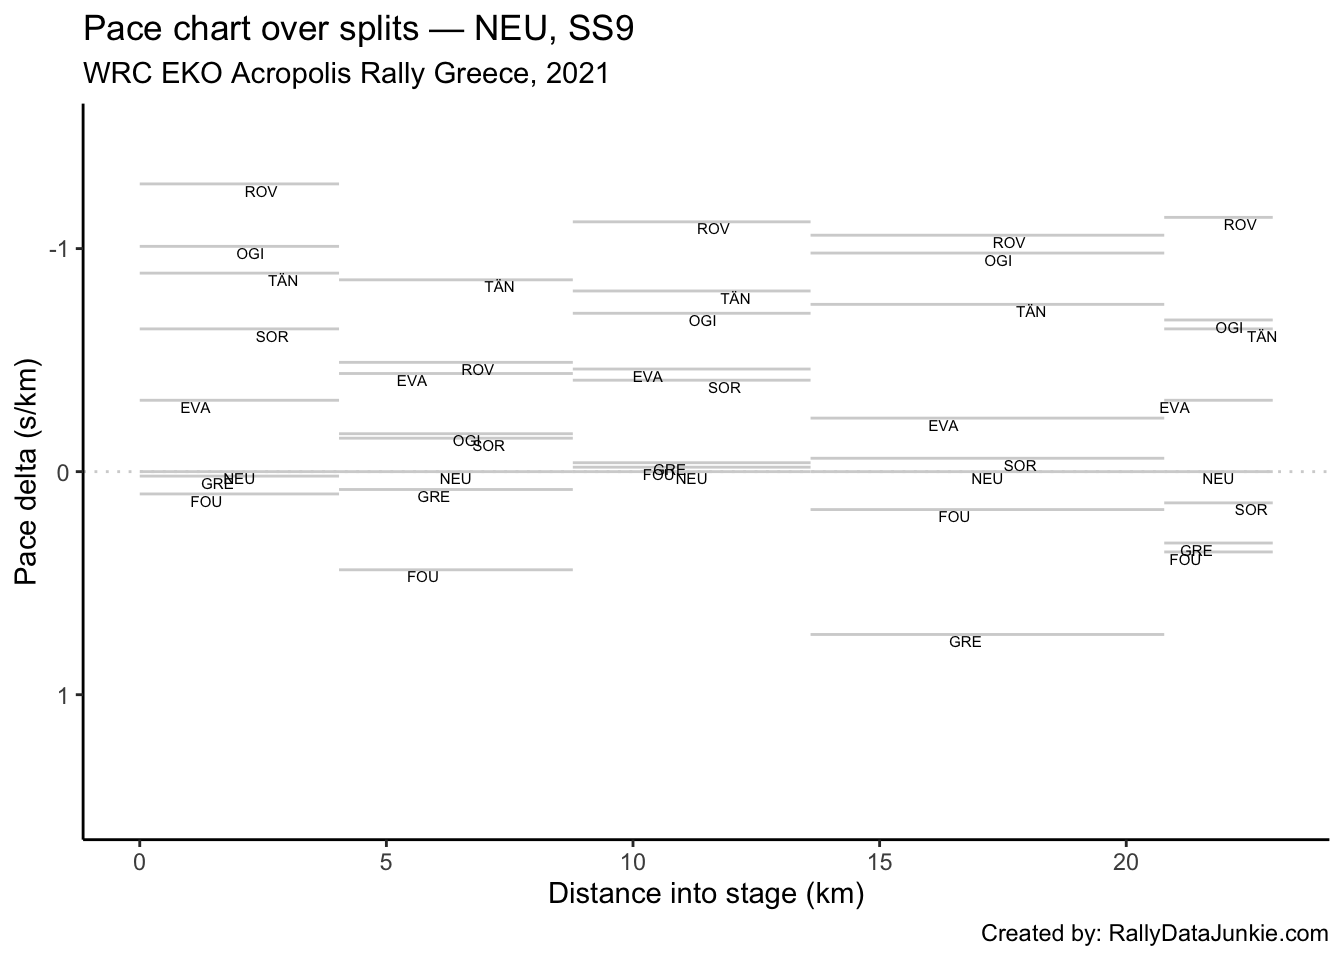 Pace chart over splits — NEU, SS9
WRC EKO Acropolis Rally Greece, 2021
Pace delta (s/km)
-1
0
1
ROV
OGI
TÄN
SOR
EVA
NEU
GRE
FOU
TÄN
ROV
EVA
OGI
SOR
NEU
GRE
FOU
ROV
TÄN
OGI
EVA
SOR
GRE
FOU
NEU
ROV
OGI
TÄN
EVA
SOR
NEU
FOU
GRE
ROV
OGI
TÄN
EVA
NEU
SOR
GRE
FOU
0 5 10 15 20
Distance into stage (km)
Created by: RallyDataJunkie.com